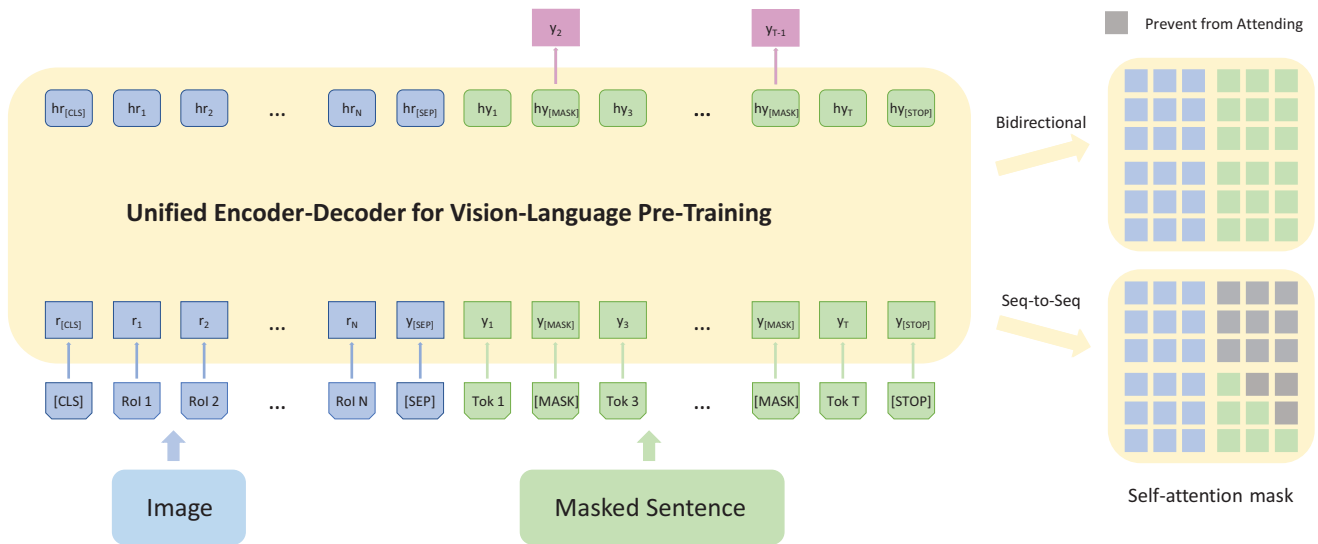 y2 yT-1
Prevent from Attending
hr[CLS] hr1 hr2 ... hrN hr[SEP] hy1 hy[MASK] hy3 ... hy[MASK] hyT hy[STOP]
Bidirectional
Unified Encoder-Decoder for Vision-Language Pre-Training
Seq-to-Seq
r[CLS] r1 r2 ... rN y[SEP] y1 y[MASK] y3 ... y[MASK] yT y[STOP]
[CLS] RoI 1 RoI 2 ... RoI N [SEP] Tok 1 [MASK] Tok 3 ... [MASK] Tok T [STOP]
Image
Masked Sentence
Self-attention mask